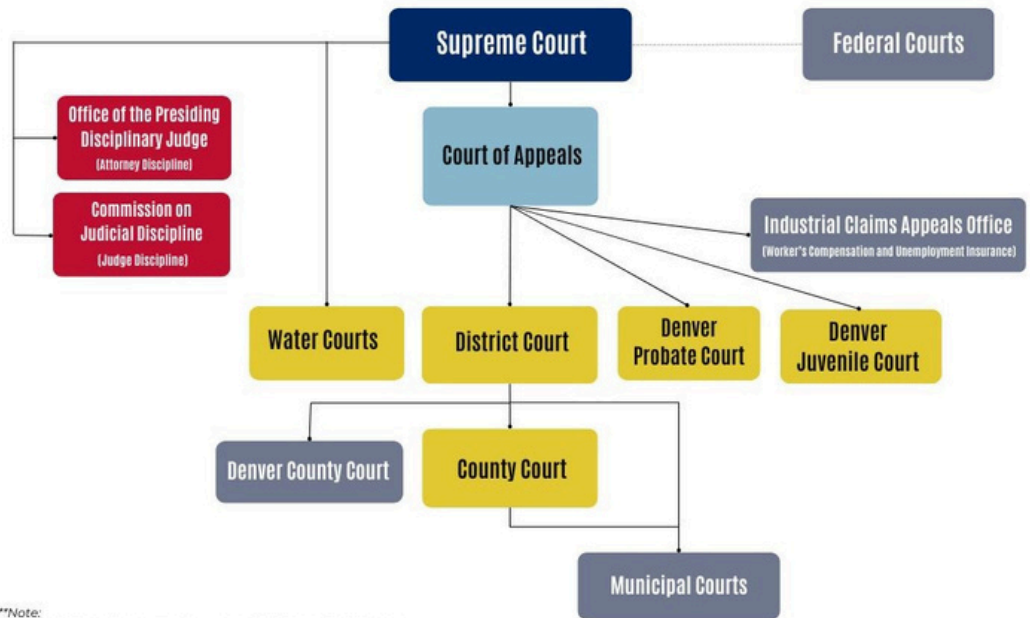 Supreme Court
Federal Courts
Office of the Presiding
Disciplinary Judge
(Attorney Discipline)
Court of Appeals
Commission on
Judicial Discipline
(Judge Discipline)
Industrial Claims Appeals Office
(Worker's Compensation and Unemployment Insurance)
Water Courts
District Court
Denver
Probate Court
Denver
Juvenile Court
Denver County Court
County Court
Municipal Courts
**Note: